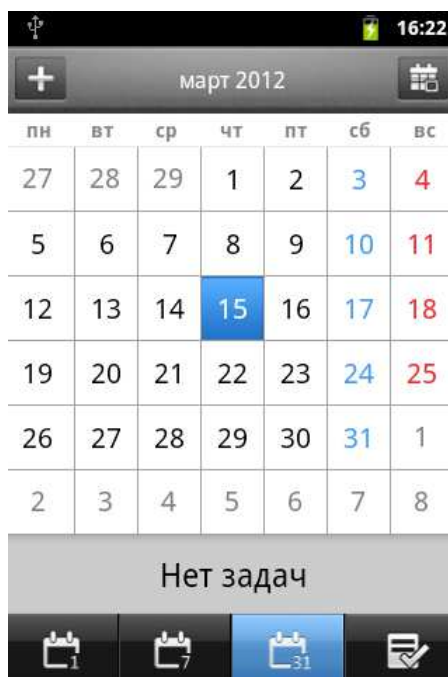 16:22
+ март 2012
пн вт ср чт пт сб вс
27 28 29 1 2 3 4
5 6 7 8 9 10 11
12 13 14 15 16 17 18
19 20 21 22 23 24 25
26 27 28 29 30 31 1
2 3 4 5 6 7 8
Нет задач
1 7 31